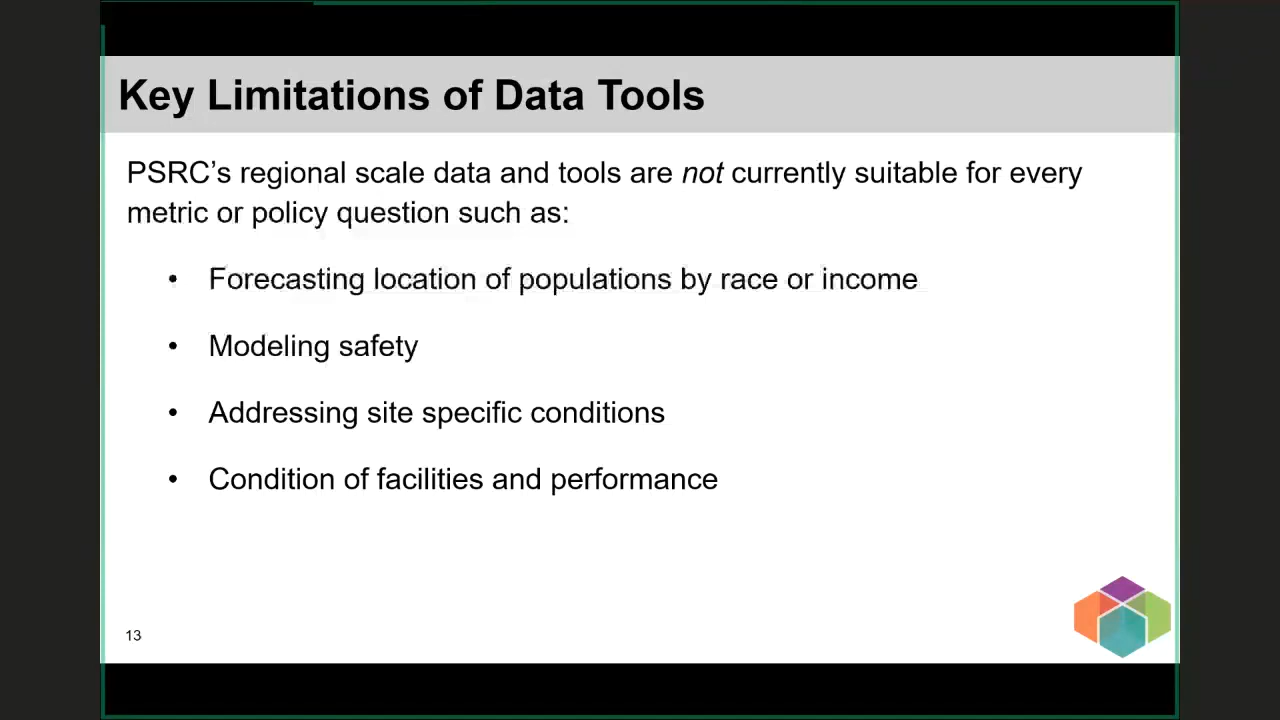 Key Limitations of Data Tools
PSRC’s regional scale data and tools are not currently suitable for every
metric or policy question such as:
• Forecasting location of populations by race or income
• Modeling safety
• Addressing site specific conditions
• Condition of facilities and performance
13